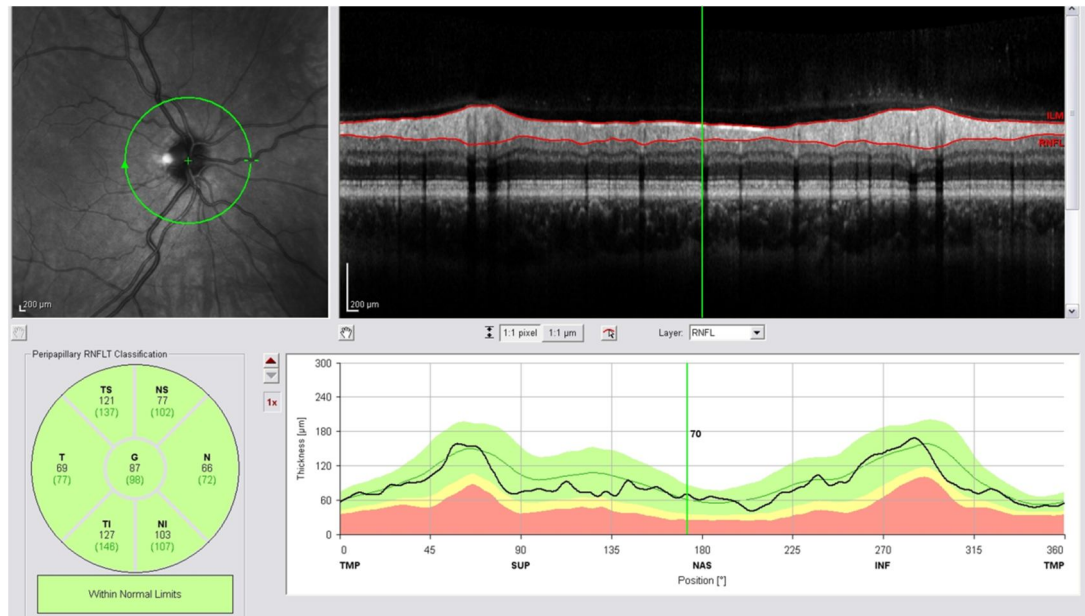 ILM
RNFL
200 µm
200 µm
1:1 pixel
1:1 µm
Layer:
RNFL
Peripapillary RNFLT Classification
TS
121
(137)
NS
77
(102)
T
69
(77)
G
87
(98)
N
66
(72)
TI
127
(146)
NI
103
(107)
Within Normal Limits
1x
Thickness [µm]
300
240
180
120
60
0
70
0 45 90 135 180 225 270 315 360
TMP SUP NAS INF TMP
Position [°]